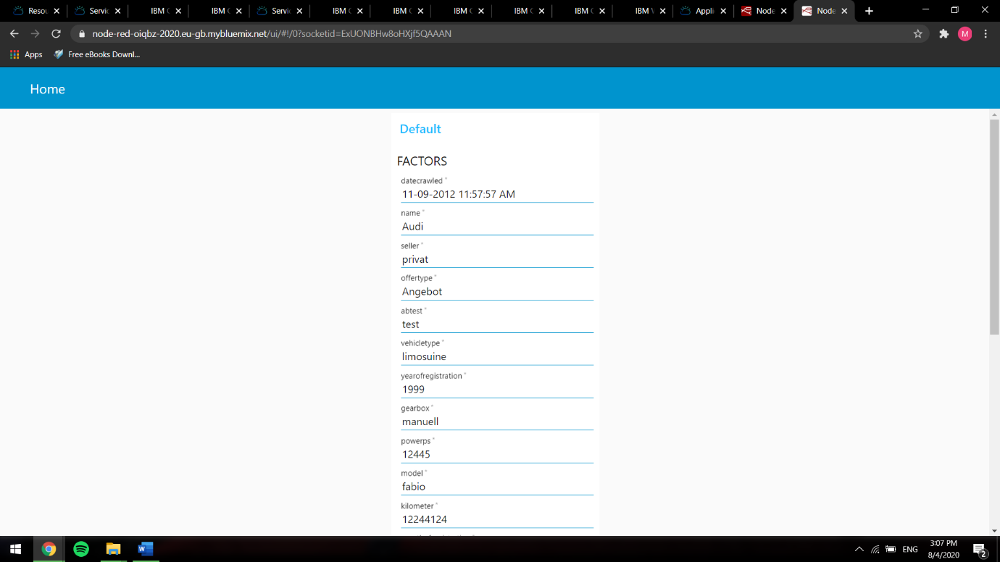 Resou
Servic
IBM C
IBM C
Servic
IBM C
IBM C
IBM C
IBM C
IBM C
IBM W
Appli
Node
Node
node-red-oiqbz-2020.eu-gb.mybluemix.net/ui/#!/0?socketid=ExUONBHw8oHXjf5QAAAN
M
Apps
Free eBooks Downl...
Home
Default
FACTORS
datecrawled *
11-09-2012 11:57:57 AM
name *
Audi
seller *
privat
offertype *
Angebot
abtest *
test
vehicletype *
limosuine
yearofregistration *
1999
gearbox *
manuell
powerps *
12445
model *
fabio
kilometer *
12244124
ENG
3:07 PM
8/4/2020
2